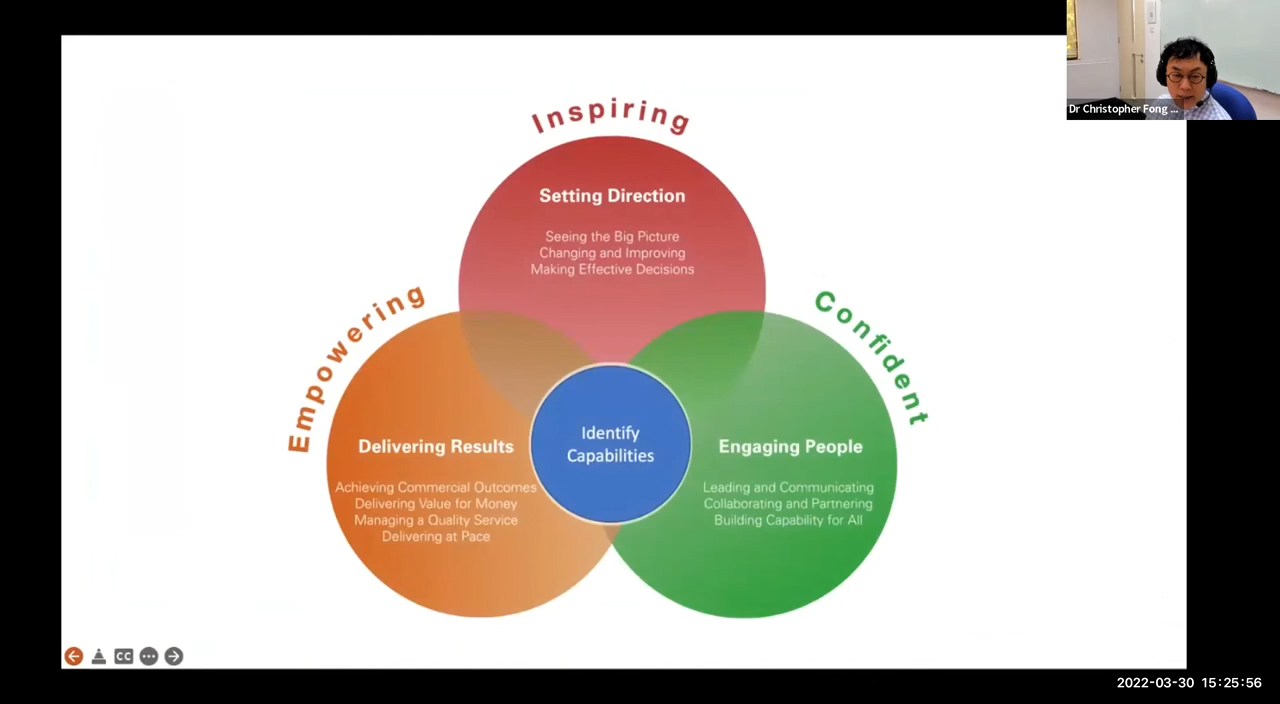 Dr Christopher Fong ...
Inspiring
Setting Direction
Seeing the Big Picture
Changing and Improving
Making Effective Decisions
Empowering
Confident
Delivering Results
Achieving Commercial Outcomes
Delivering Value for Money
Managing a Quality Service
Delivering at Pace
Identify
Capabilities
Engaging People
Leading and Communicating
Collaborating and Partnering
Building Capability for All
CC
2022-03-30 15:25:56